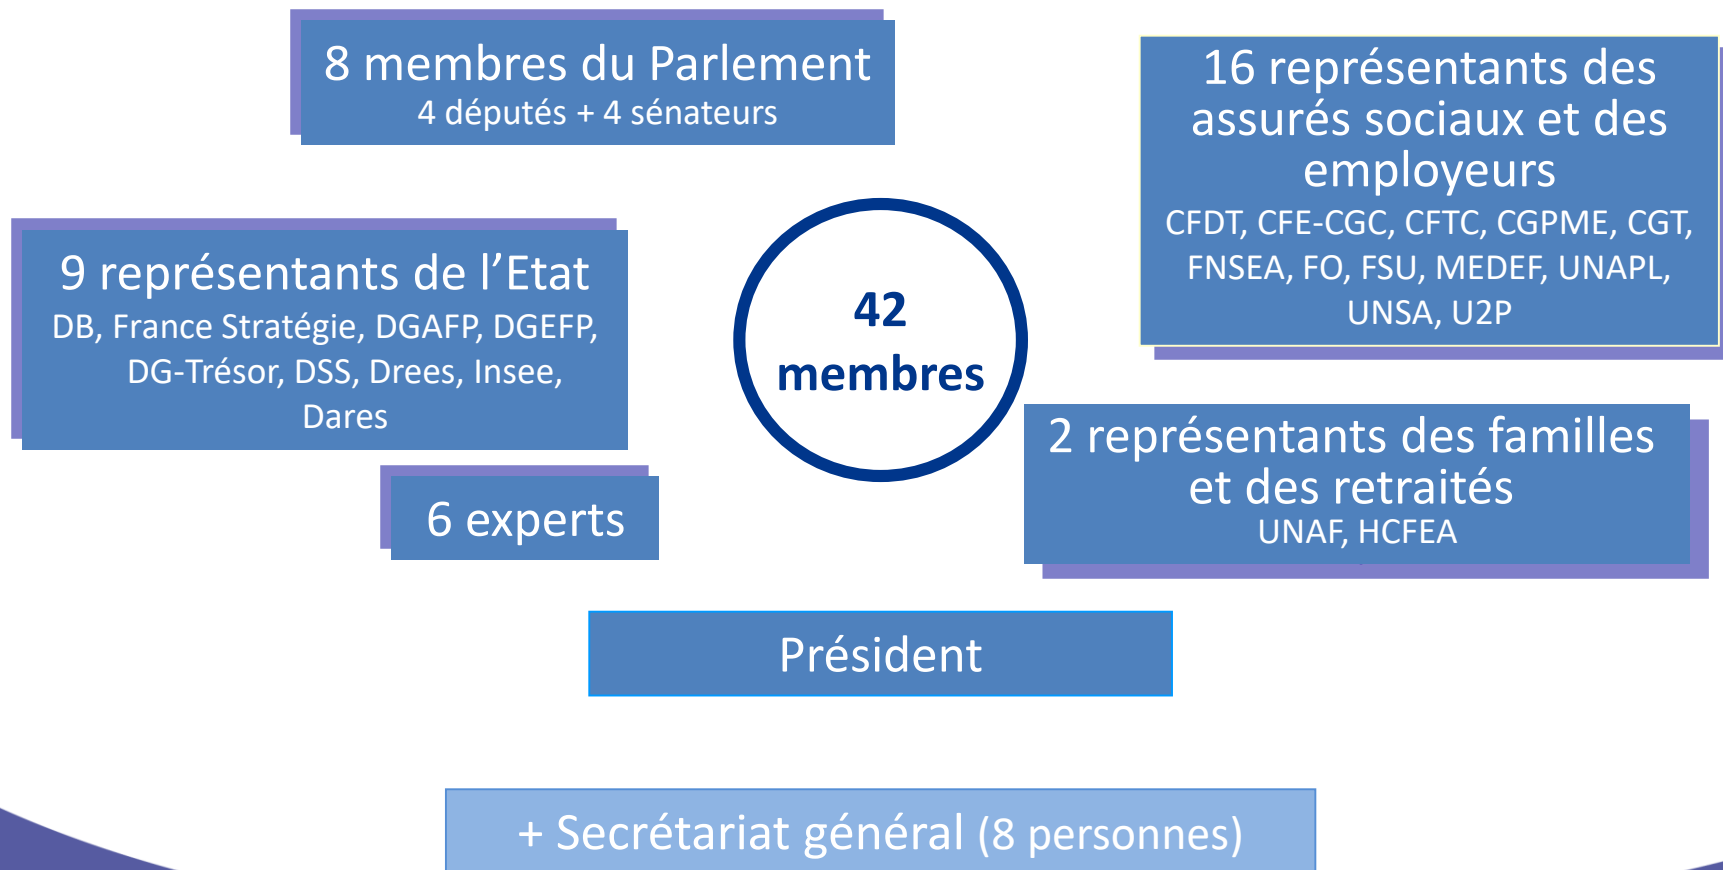 8 membres du Parlement
4 députés + 4 sénateurs
16 représentants des
assurés sociaux et des
employeurs
CFDT, CFE-CGC, CFTC, CGPME, CGT,
FNSEA, FO, FSU, MEDEF, UNAPL,
UNSA, U2P
9 représentants de l’Etat
DB, France Stratégie, DGAFP, DGEFP,
DG-Trésor, DSS, Drees, Insee,
Dares
42
membres
2 représentants des familles
et des retraités
UNAF, HCFEA
6 experts
Président
+ Secrétariat général (8 personnes)